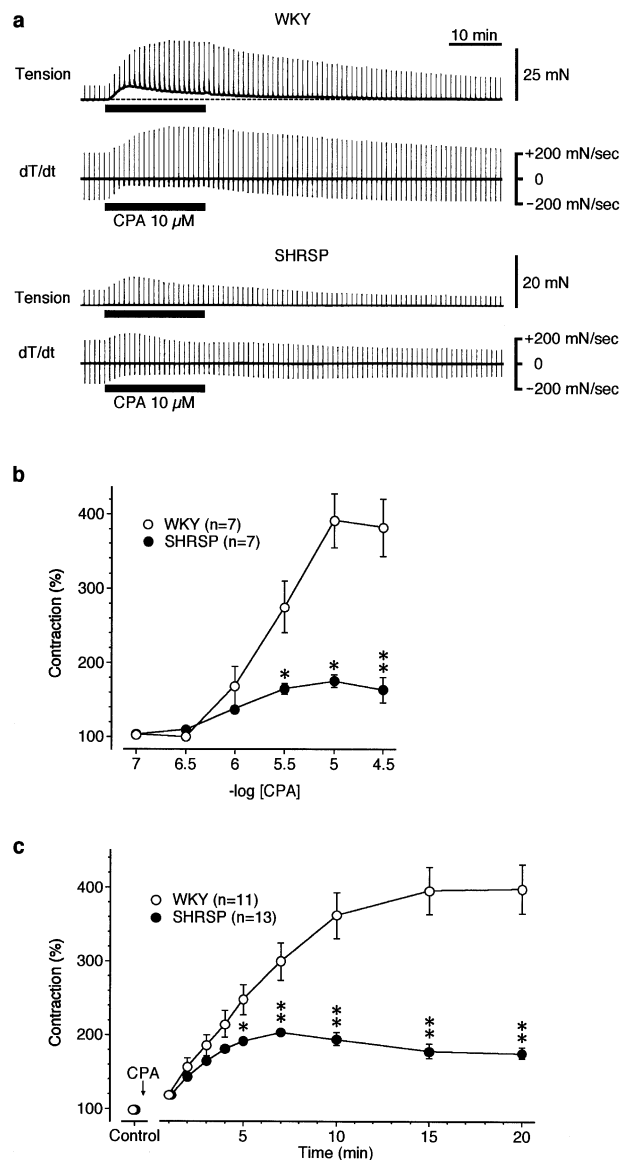 a
WKY
10 min
Tension
25 mN
dT/dt
+200 mN/sec
0
−200 mN/sec
CPA 10 µM
SHRSP
20 mN
Tension
dT/dt
+200 mN/sec
0
−200 mN/sec
CPA 10 µM
b
WKY (n=7)
SHRSP (n=7)
Contraction (%)
400
300
200
100
*
*
*
*
7
6.5
6
5.5
5
4.5
-log [CPA]
c
WKY (n=11)
SHRSP (n=13)
Contraction (%)
400
300
200
100
*
*
*
*
*
*
*
*
*
CPA
Control
5
10
15
20
Time (min)